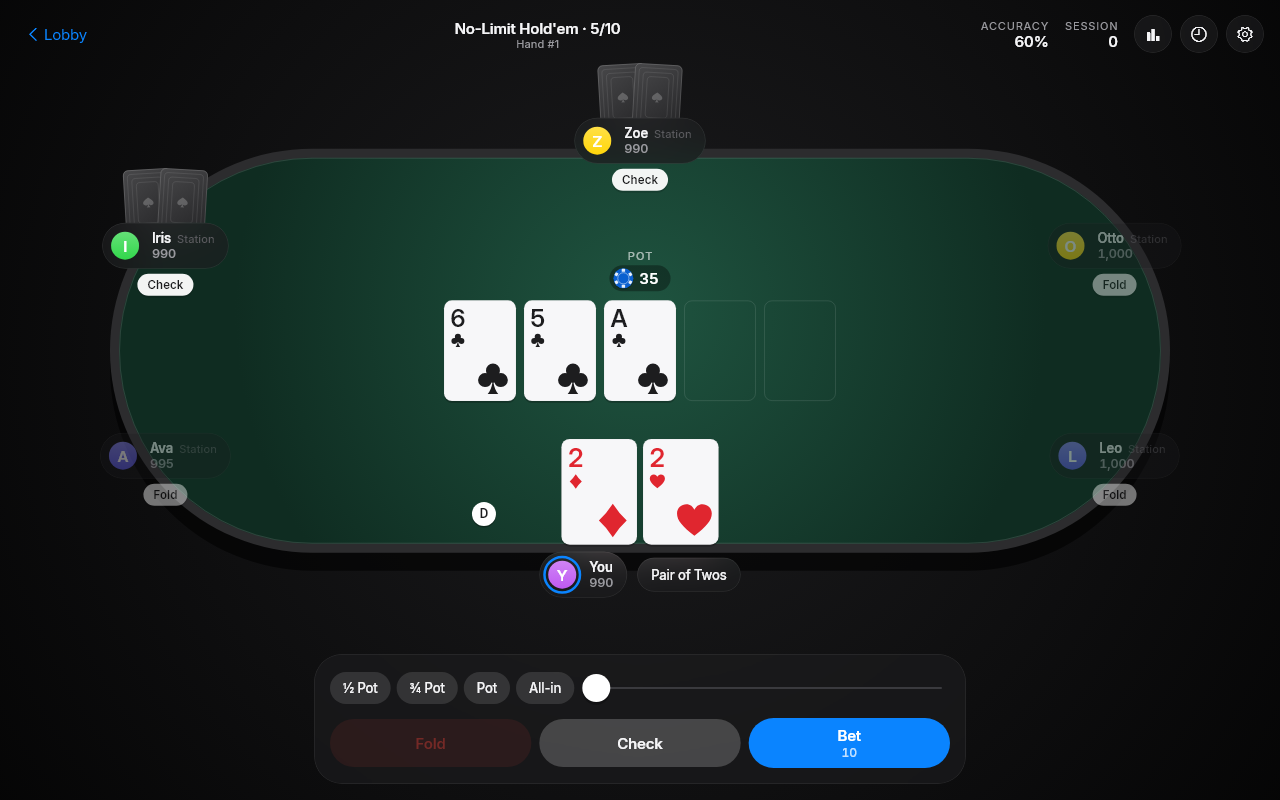 Lobby
No-Limit Hold'em · 5/10
Hand #1
ACCURACY
60%
SESSION
0
Z
Zoe Station
990
Check
I
Iris Station
990
Check
O
Otto Station
1,000
Fold
POT
35
6
5
A
A
Ava Station
995
Fold
L
Leo Station
1,000
Fold
2
2
D
Y
You
990
Pair of Twos
½ Pot
¾ Pot
Pot
All-in
Fold
Check
Bet
10